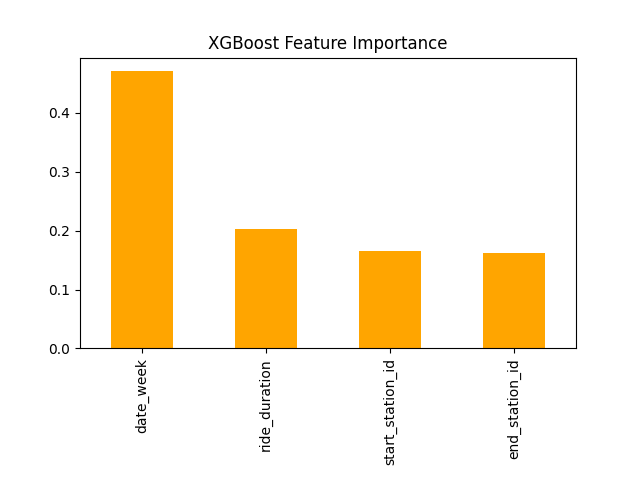 XGBoost Feature Importance
0.4
0.3
0.2
0.1
0.0
date_week
ride_duration
start_station_id
end_station_id